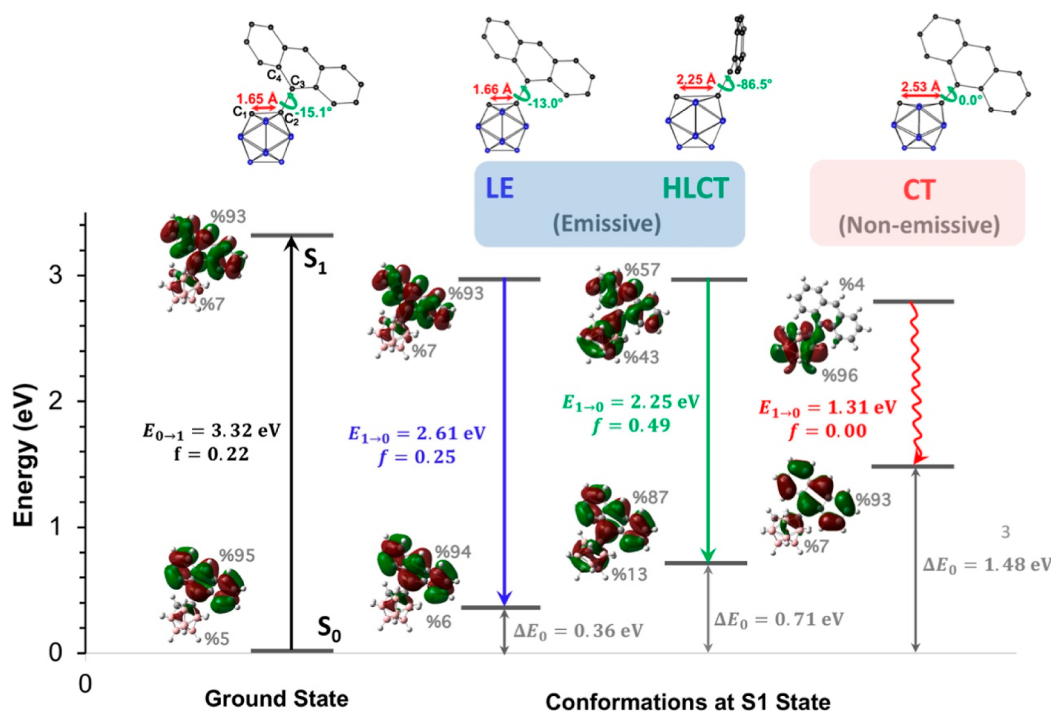 C4
C3
1.65 Å
-15.1°
C1
C2
1.66 Å
-13.0°
2.25 Å
-86.5°
2.53 Å
0.0°
LE
HLCT
(Emissive)
CT
(Non-emissive)
Energy (eV)
3
2
1
0
0
%93
%7
S1
E0→1 = 3.32 eV
f = 0.22
%95
%5
S0
%93
%7
E1→0 = 2.61 eV
f = 0.25
%94
%6
ΔE0 = 0.36 eV
%57
%43
E1→0 = 2.25 eV
f = 0.49
%87
%13
ΔE0 = 0.71 eV
%4
%96
E1→0 = 1.31 eV
f = 0.00
%93
%7
3
ΔE0 = 1.48 eV
Ground State
Conformations at S1 State